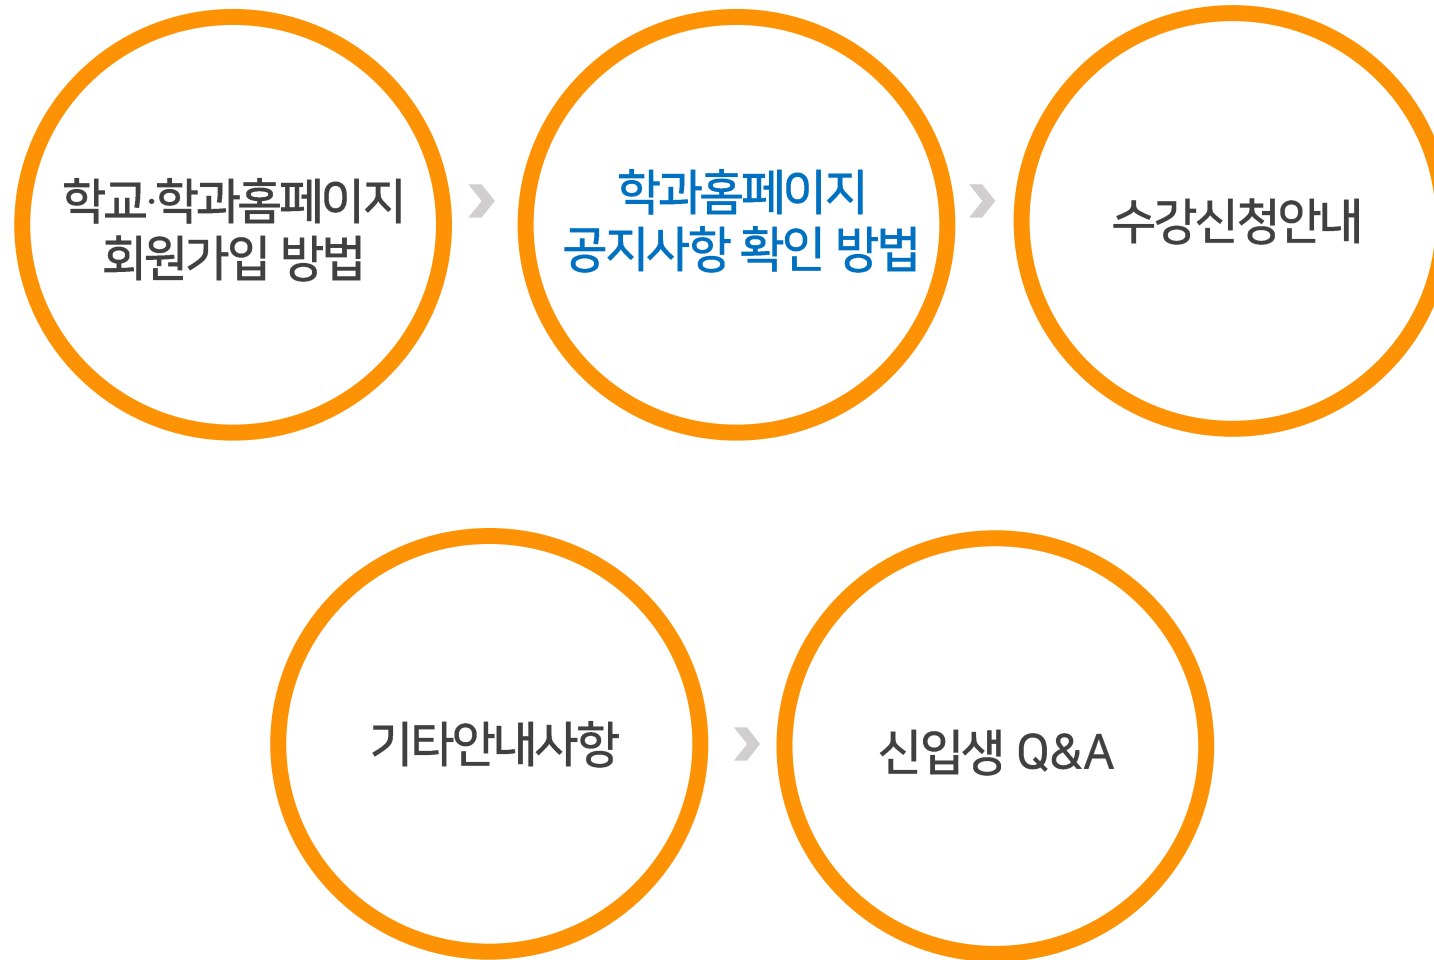 학교·학과홈페이지
회원가입 방법
학과홈페이지
공지사항 확인 방법
수강신청안내
기타안내사항
신입생 Q&A